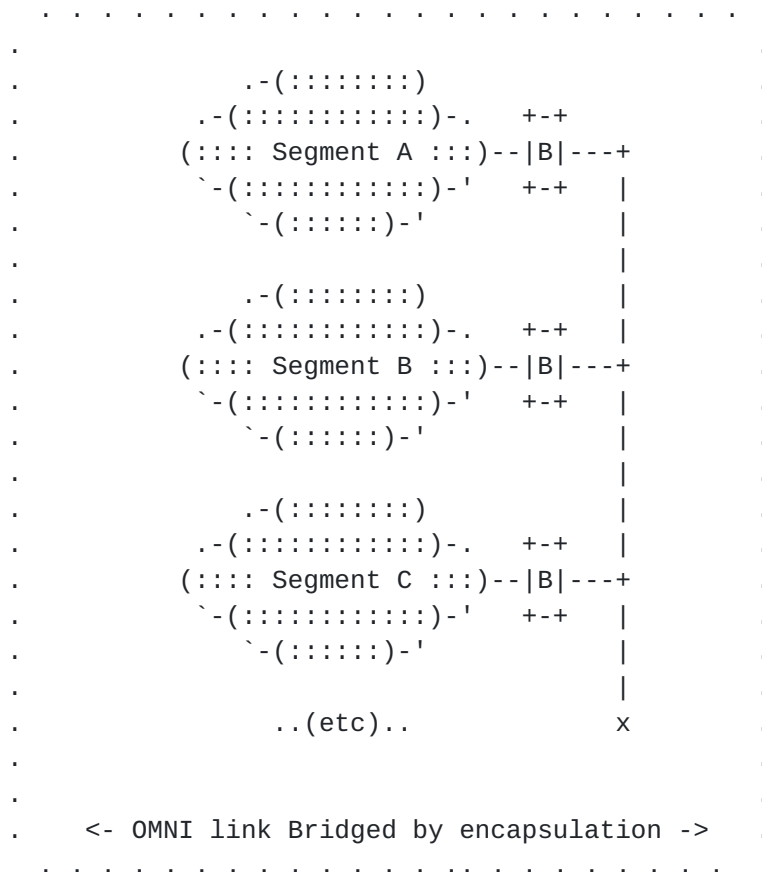 . . . . . . . . . . . . . . . . . . . . . . .
.                                                .
.               .-(::::::::)
.            .-(::::::::::::)-.   +-+
.           (:::: Segment A :::)--|B|---+
.            `-(::::::::::::)-'   +-+   |
.               `-(::::::)-'            |
.                                       |
.               .-(::::::::)            |
.            .-(::::::::::::)-.   +-+   |
.           (:::: Segment B :::)--|B|---+
.            `-(::::::::::::)-'   +-+   |
.               `-(::::::)-'            |
.                                       |
.               .-(::::::::)            |
.            .-(::::::::::::)-.   +-+   |
.           (:::: Segment C :::)--|B|---+
.            `-(::::::::::::)-'   +-+   |
.               `-(::::::)-'            |
.                                       |
.                 ..(etc)..             x
.
.
.     <- OMNI link Bridged by encapsulation ->   .
. . . . . . . . . . . . . .. . . . . . . . .